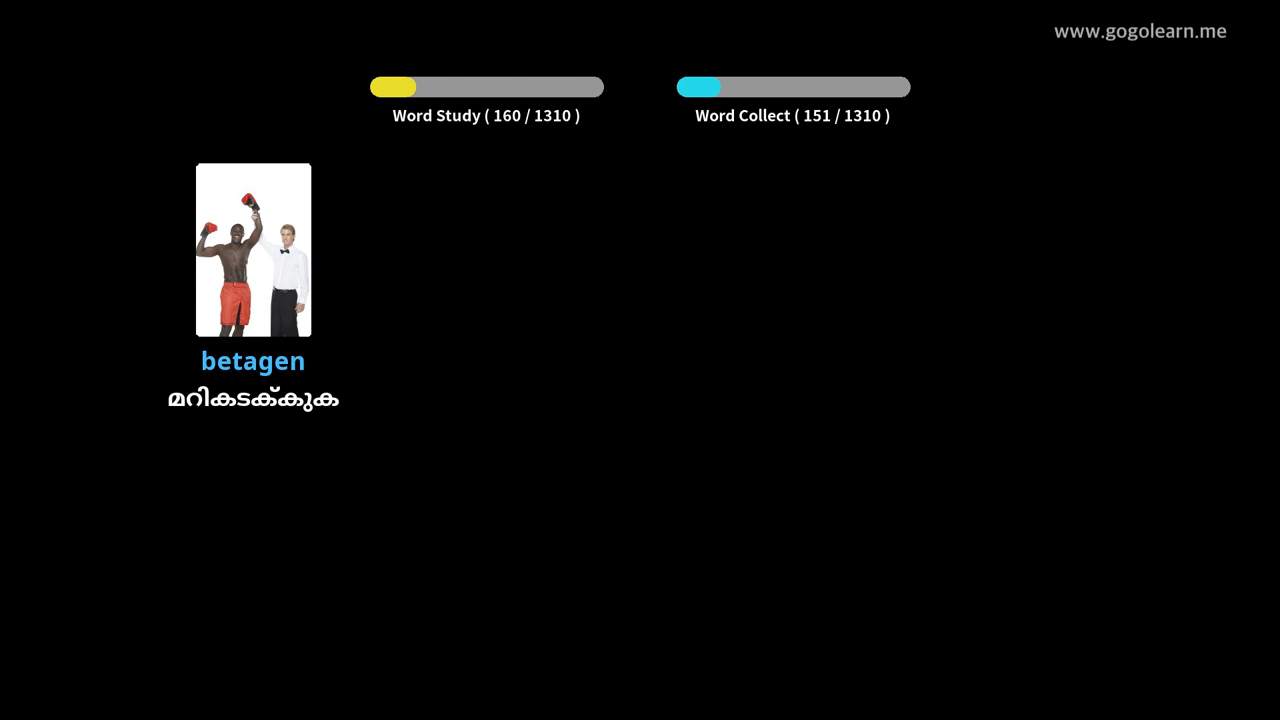 www.gogolearn.me
Word Study ( 160 / 1310 )
Word Collect ( 151 / 1310 )
betagen
മറികടക്കുക